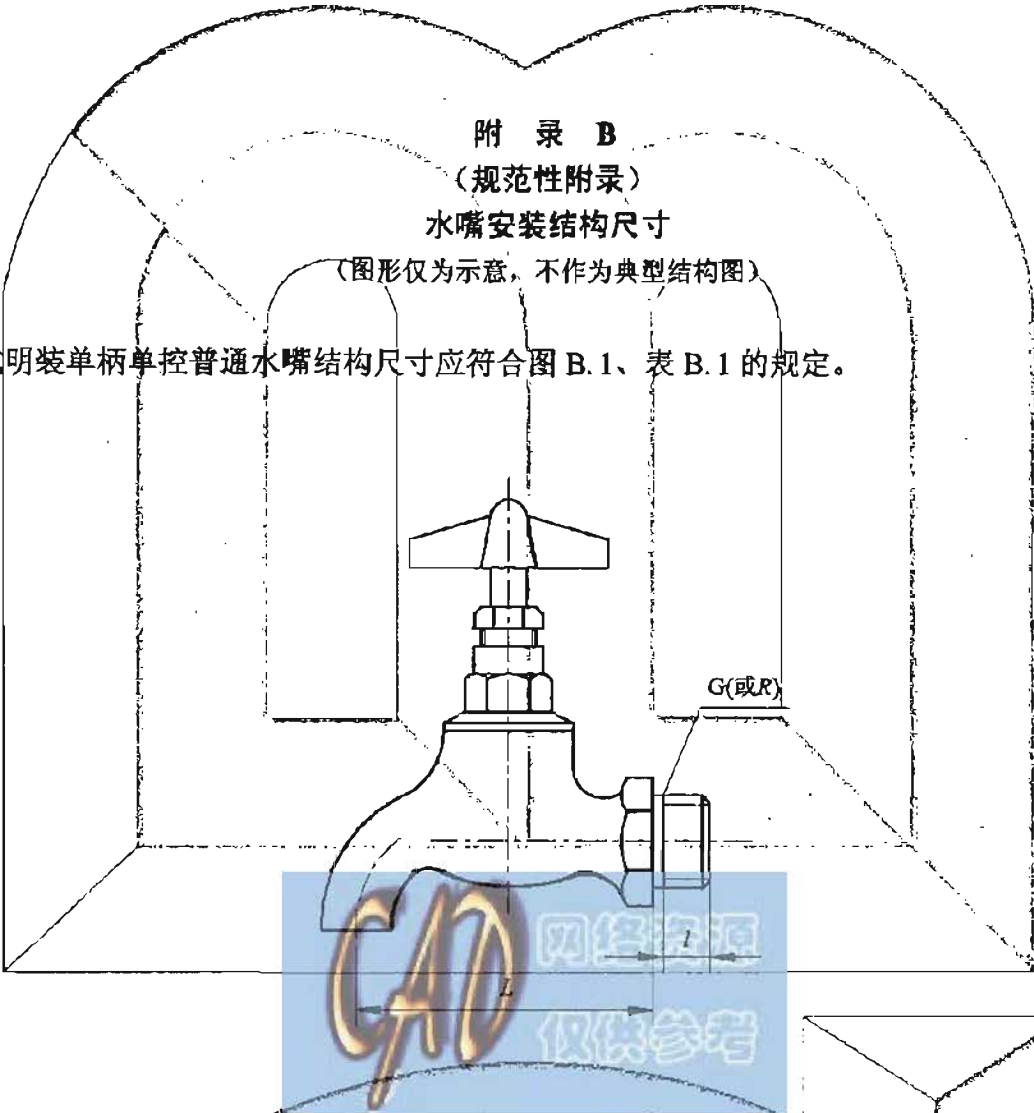 附 录 B
（规范性附录）
水嘴安装结构尺寸
（图形仅为示意，不作为典型结构图）
明装单柄单控普通水嘴结构尺寸应符合图 B.1、表 B.1 的规定。
G(或R)
l
L
CAD
网络资源
仅供参考